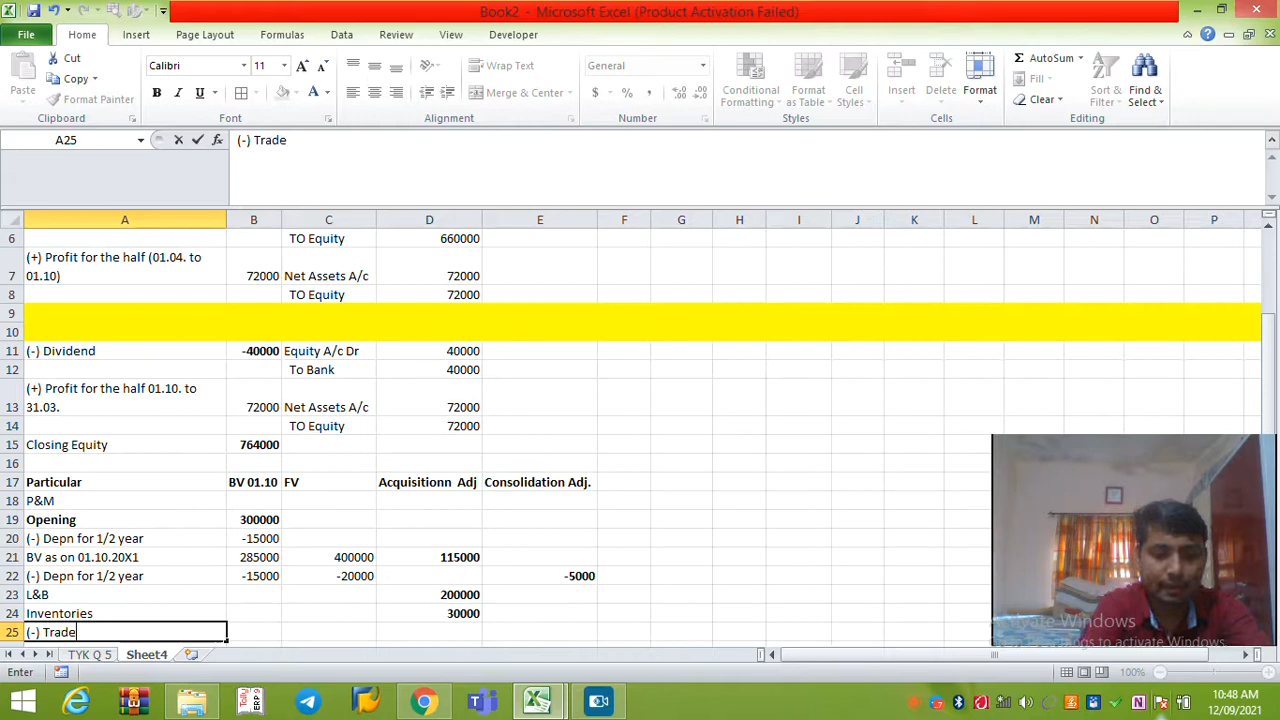 Book2 - Microsoft Excel (Product Activation Failed)
File Home Insert Page Layout Formulas Data Review View Developer
Cut
Copy
Format Painter
Paste
Clipboard
Calibri 11
B I U
Font
Wrap Text
Merge & Center
Alignment
General
$ % ,
Number
Conditional Formatting
Format as Table
Cell Styles
Styles
Insert Delete Format
Cells
AutoSum
Fill
Clear
Sort & Filter
Find & Select
Editing
A25 fx (-) Trade
A B C D E F G H I J K L M N O P
6 TO Equity 660000
7 (+) Profit for the half (01.04. to 01.10) 72000 Net Assets A/c 72000
8 TO Equity 72000
9
10
11 (-) Dividend -40000 Equity A/c Dr 40000
12 To Bank 40000
13 (+) Profit for the half 01.10. to 31.03. 72000 Net Assets A/c 72000
14 TO Equity 72000
15 Closing Equity 764000
16
17 Particular BV 01.10 FV Acquisitionn Adj Consolidation Adj.
18 P&M
19 Opening 300000
20 (-) Depn for 1/2 year -15000
21 BV as on 01.10.20X1 285000 400000 115000
22 (-) Depn for 1/2 year -15000 -20000 -5000
23 L&B 200000
24 Inventories 30000
25 (-) Trade
Activate Windows
to activate Windows
TYK Q 5 Sheet4
Enter 100%
10:48 AM
12/09/2021